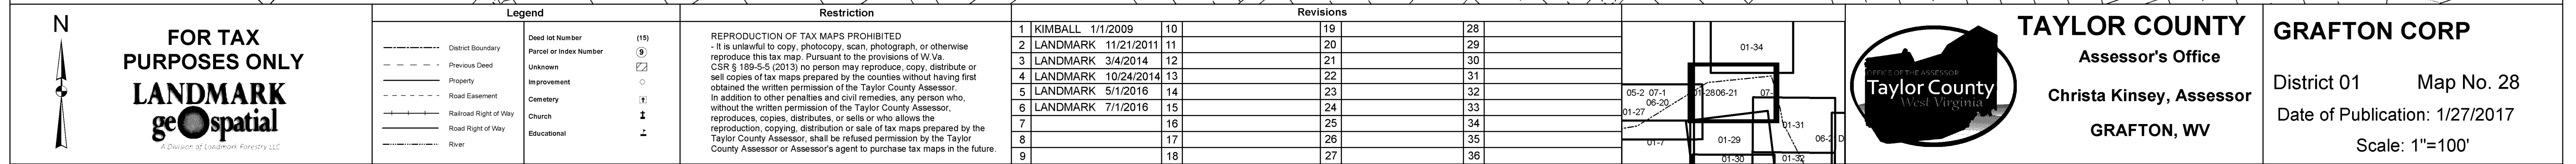 N
FOR TAX
PURPOSES ONLY
LANDMARK
geospatial
A Division of Landmark Forestry LLC
Legend
District Boundary
Previous Deed
Property
Road Easement
Railroad Right of Way
Road Right of Way
River
Deed lot Number (15)
Parcel or Index Number 9
Unknown
Improvement
Cemetery
Church
Educational
Restriction
REPRODUCTION OF TAX MAPS PROHIBITED
- It is unlawful to copy, photocopy, scan, photograph, or otherwise
reproduce this tax map. Pursuant to the provisions of W.Va.
CSR § 189-5-5 (2013) no person may reproduce, copy, distribute or
sell copies of tax maps prepared by the counties without having first
obtained the written permission of the Taylor County Assessor.
In addition to other penalties and civil remedies, any person who,
without the written permission of the Taylor County Assessor,
reproduces, copies, distributes, or sells or who allows the
reproduction, copying, distribution or sale of tax maps prepared by the
Taylor County Assessor, shall be refused permission by the Taylor
County Assessor or Assessor's agent to purchase tax maps in the future.
Revisions
1 KIMBALL 1/1/2009 10 19 28
2 LANDMARK 11/21/2011 11 20 29
3 LANDMARK 3/4/2014 12 21 30
4 LANDMARK 10/24/2014 13 22 31
5 LANDMARK 5/1/2016 14 23 32
6 LANDMARK 7/1/2016 15 24 33
7 16 25 34
8 17 26 35
9 18 27 36
01-34
05-2 07-1 01-28 06-21 07-
06-20
01-27
01-31
01-7 01-29 06-2 D
01-30 01-32
OFFICE OF THE ASSESSOR
Taylor County
West Virginia
TAYLOR COUNTY
Assessor's Office
Christa Kinsey, Assessor
GRAFTON, WV
GRAFTON CORP
District 01 Map No. 28
Date of Publication: 1/27/2017
Scale: 1"=100'